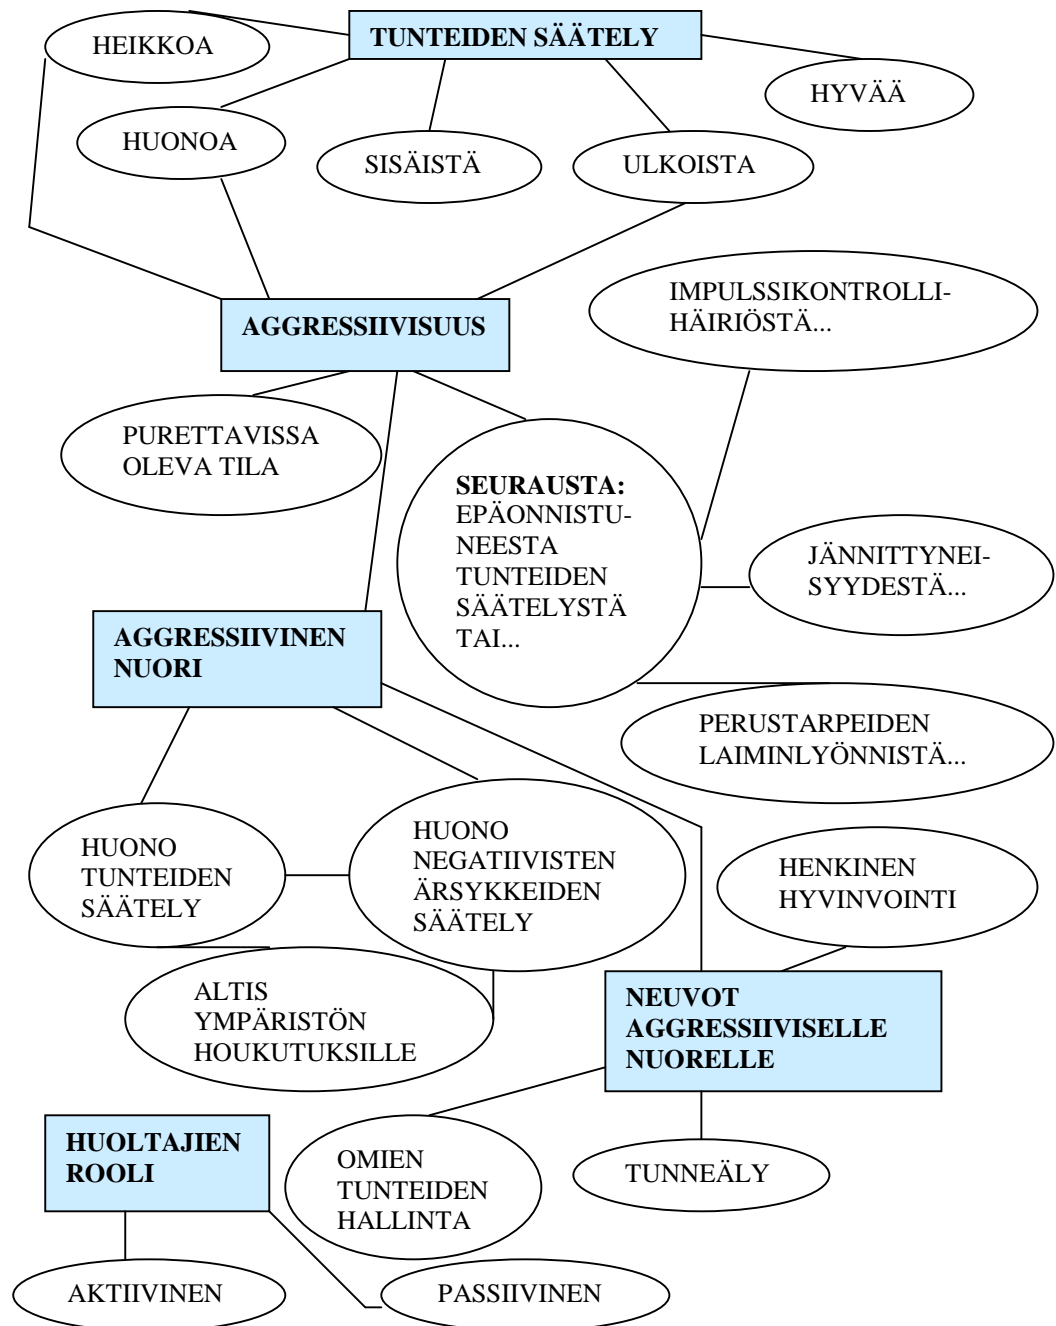 HEIKKOA
TUNTEIDEN SÄÄTELY
HYVÄÄ
HUONOA
SISÄISTÄ
ULKOISTA
IMPULSSIKONTROLLI-
HÄIRIÖSTÄ...
AGGRESSIIVISUUS
PURETTAVISSA
OLEVA TILA
SEURAUSTA:
EPÄONNISTU-
NEESTA
TUNTEIDEN
SÄÄTELYSTÄ
TAI...
JÄNNITTYNEI-
SYYDESTÄ...
AGGRESSIIVINEN
NUORI
PERUSTARPEIDEN
LAIMINLYÖNNISTÄ...
HUONO
TUNTEIDEN
SÄÄTELY
HUONO
NEGATIIVISTEN
ÄRSYKKEIDEN
SÄÄTELY
HENKINEN
HYVINVOINTI
ALTIS
YMPÄRISTÖN
HOUKUTUKSILLE
NEUVOT
AGGRESSIIVISELLE
NUORELLE
HUOLTAJIEN
ROOLI
OMIEN
TUNTEIDEN
HALLINTA
TUNNEÄLY
AKTIIVINEN
PASSIIVINEN